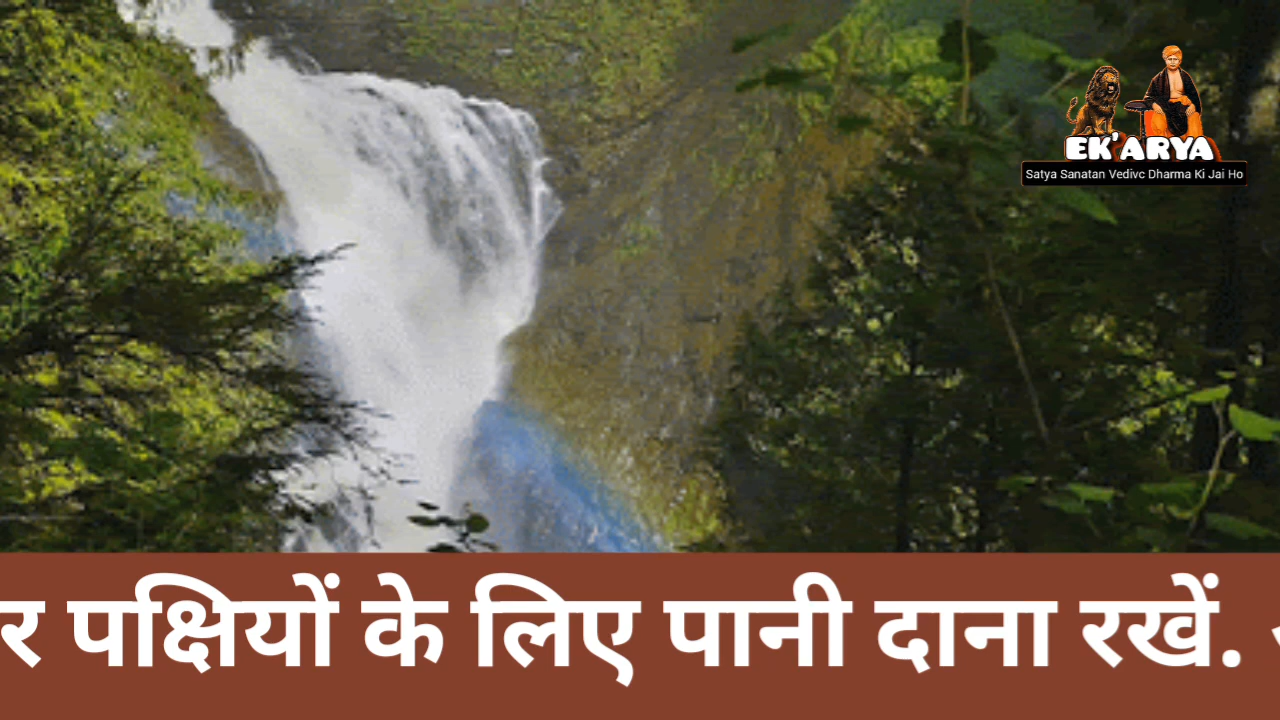 EK'ARYA
Satya Sanatan Vedivc Dharma Ki Jai Ho
र पक्षियों के लिए पानी दाना रखें.